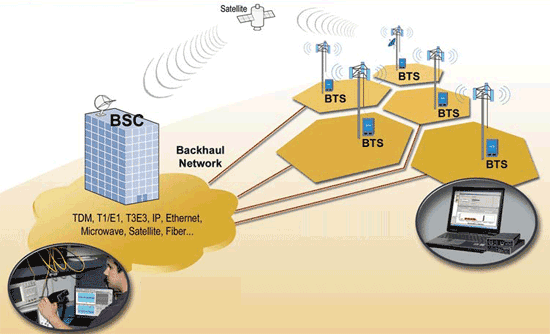 Satellite
BTS
BTS
BTS
BTS
BTS
BSC
Backhaul
Network
TDM, T1/E1, T3E3, IP, Ethernet,
Microwave, Satellite, Fiber...